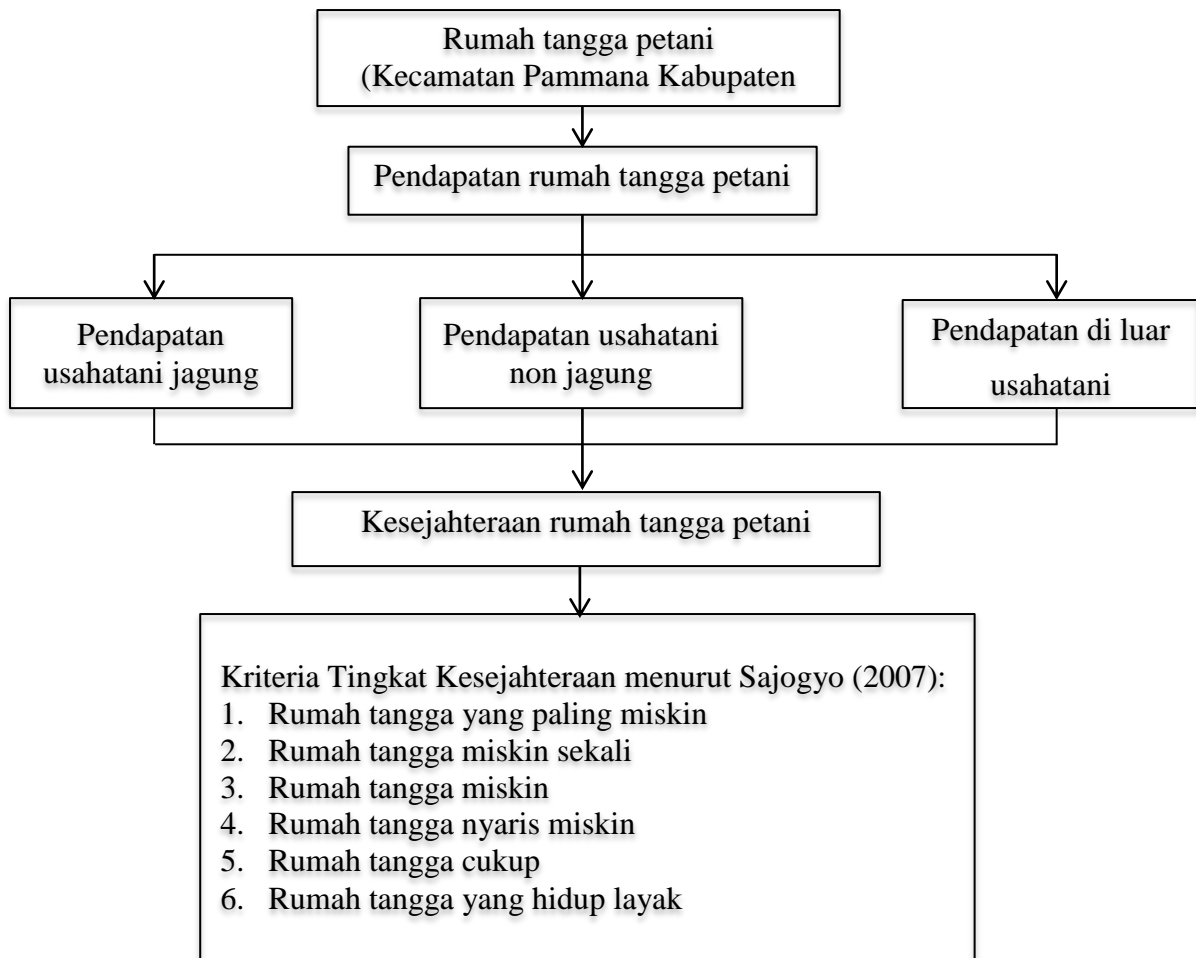 Rumah tangga petani
(Kecamatan Pammana Kabupaten
Pendapatan rumah tangga petani
Pendapatan
usahatani jagung
Pendapatan usahatani
non jagung
Pendapatan di luar
usahatani
Kesejahteraan rumah tangga petani
Kriteria Tingkat Kesejahteraan menurut Sajogyo (2007):
1. Rumah tangga yang paling miskin
2. Rumah tangga miskin sekali
3. Rumah tangga miskin
4. Rumah tangga nyaris miskin
5. Rumah tangga cukup
6. Rumah tangga yang hidup layak